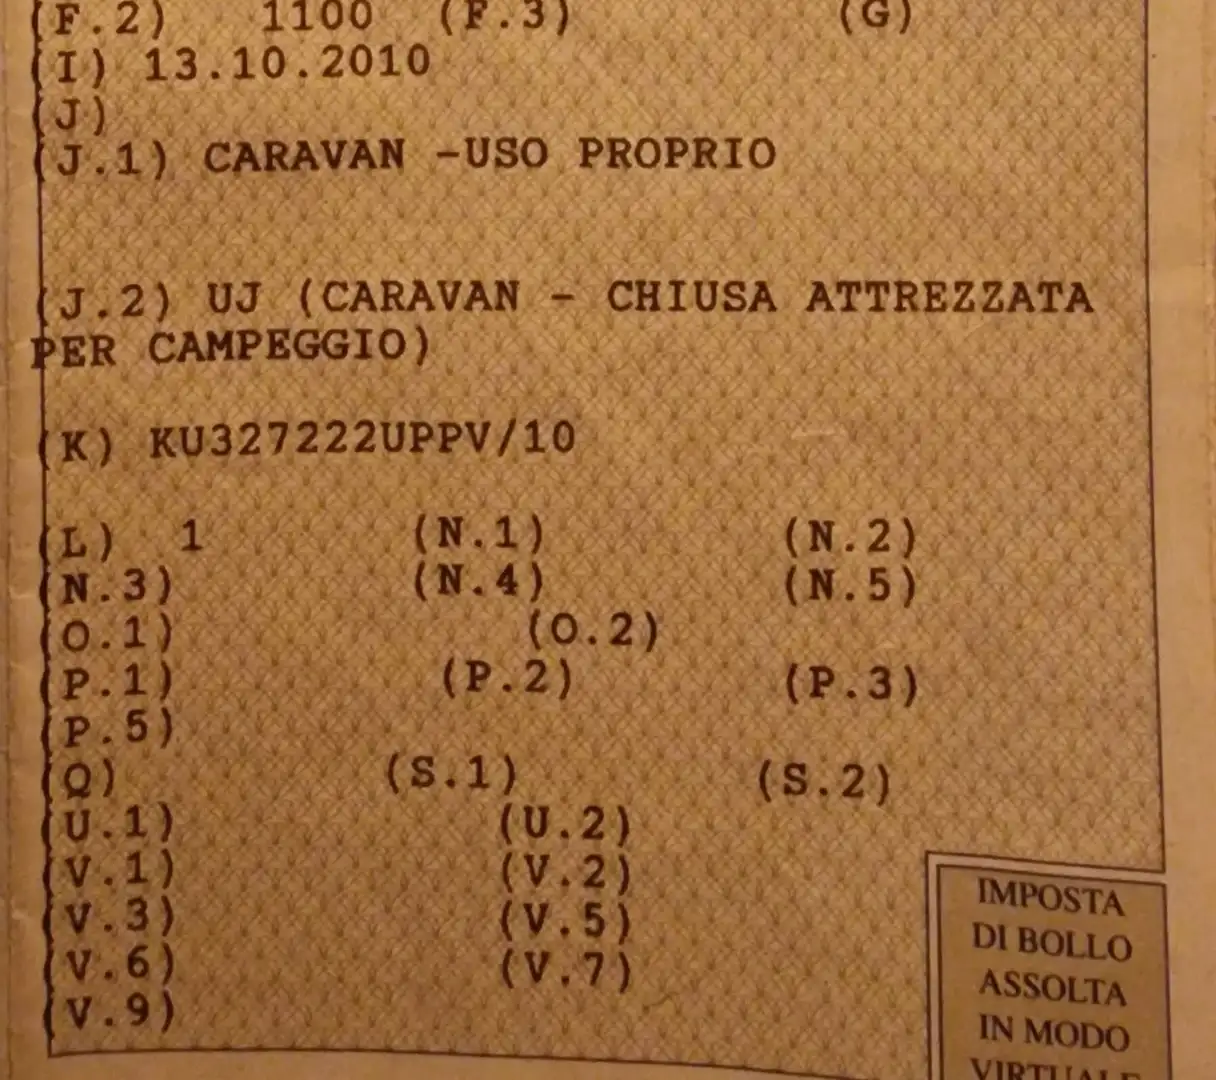 (F.2) 1100 (F.3) (G)
(I) 13.10.2010
(J)
(J.1) CARAVAN -USO PROPRIO
(J.2) UJ (CARAVAN - CHIUSA ATTREZZATA
PER CAMPEGGIO)
(K) KU327222UPPV/10
(L) 1 (N.1) (N.2)
(N.3) (N.4) (N.5)
(O.1) (O.2)
(P.1) (P.2) (P.3)
(P.5)
(Q) (S.1) (S.2)
(U.1) (U.2)
(V.1) (V.2)
(V.3) (V.5)
(V.6) (V.7)
(V.9)
IMPOSTA
DI BOLLO
ASSOLTA
IN MODO
VIRTUALE